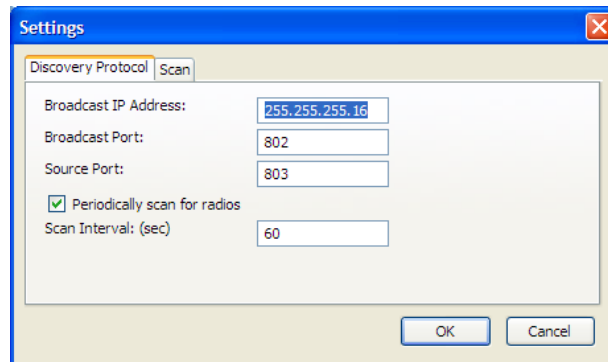 Settings
Discovery Protocol Scan
Broadcast IP Address: 255.255.255.16
Broadcast Port: 802
Source Port: 803
Periodically scan for radios
Scan Interval: (sec) 60
OK Cancel